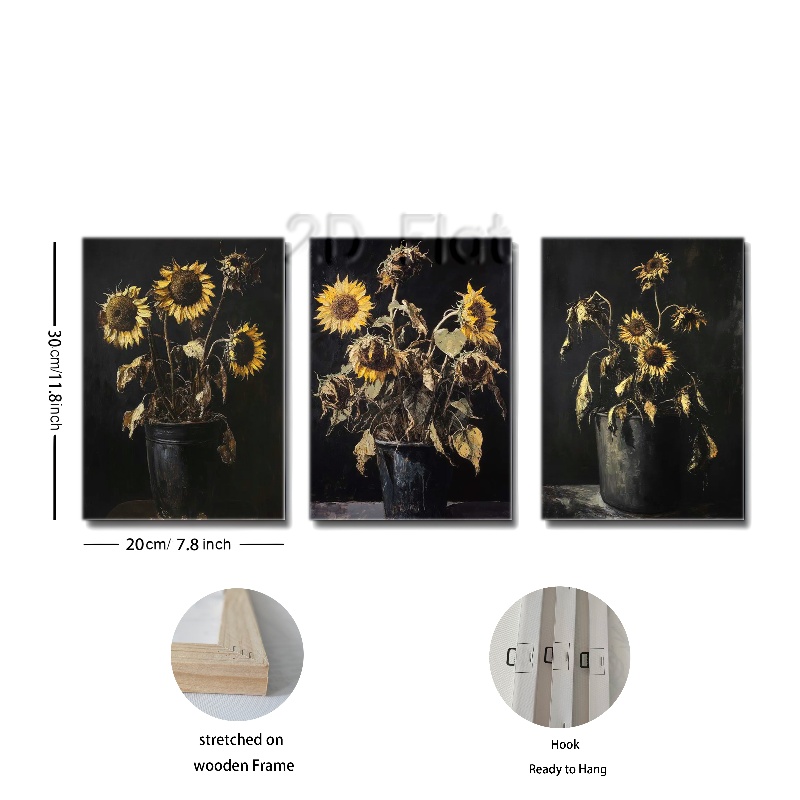 2D Flat
30cm/11.8inch
20cm/ 7.8 inch
stretched on
wooden Frame
Hook
Ready to Hang